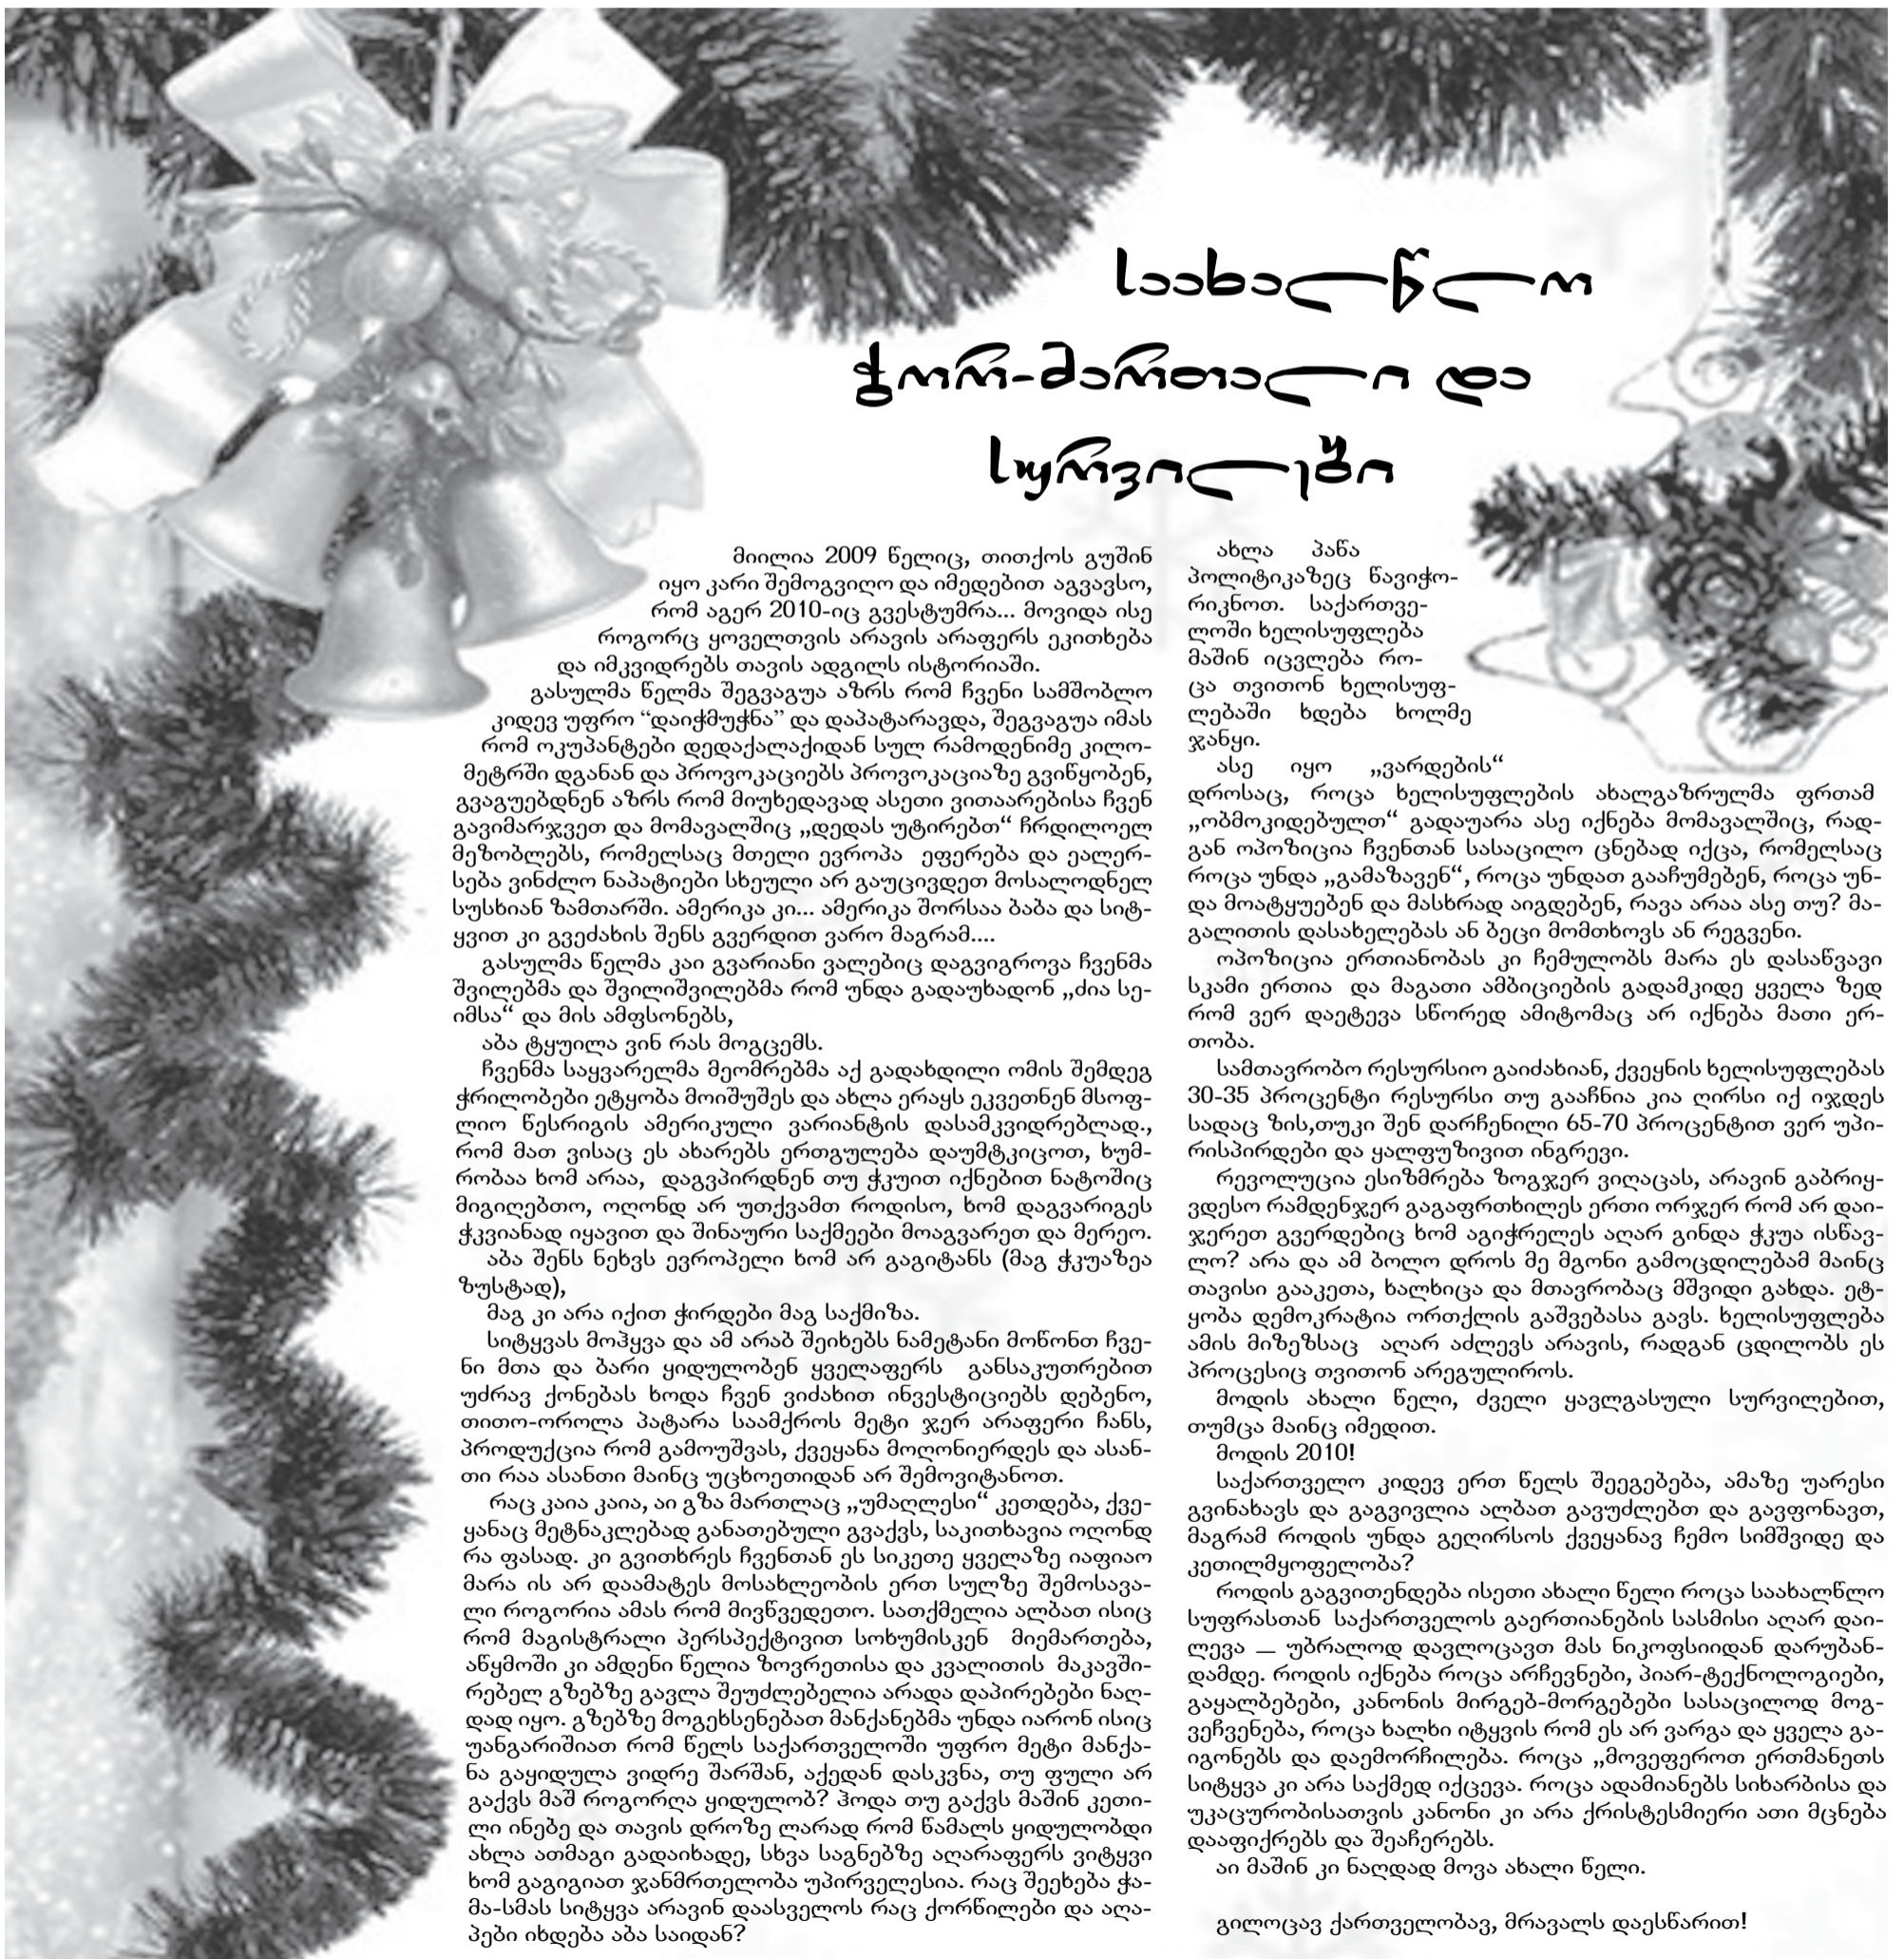 საახალწლო
ჭორ-მართალი და
სურვილები
მიილია 2009 წელიც, თითქოს გუშინ
იყო კარი შემოგვიღო და იმედებით აგვავსო,
რომ აგერ 2010-იც გვესტუმრა... მოვიდა ისე
როგორც ყოველთვის არავის არაფერს ეკითხება
და იმკვიდრებს თავის ადგილს ისტორიაში.
გასულმა წელმა შეგვაგუა აზრს რომ ჩვენი სამშობლო
კიდევ უფრო “დაიჭმუჭნა” და დაპატარავდა, შეგვაგუა იმას
რომ ოკუპანტები დედაქალაქიდან სულ რამოდენიმე კილო-
მეტრში დგანან და პროვოკაციებს პროვოკაციაზე გვიწყობენ,
გვაგუებდნენ აზრს რომ მიუხედავად ასეთი ვითაარებისა ჩვენ
გავიმარჯვეთ და მომავალშიც „დედას უტირებთ“ ჩრდილოელ
მეზობლებს, რომელსაც მთელი ევროპა ეფერება და ეალერ-
სება ვინძლო ნაპატიები სხეული არ გაუცივდეთ მოსალოდნელ
სუსხიან ზამთარში. ამერიკა კი... ამერიკა შორსაა ბაბა და სიტ-
ყვით კი გვეძახის შენს გვერდით ვარო მაგრამ....
გასულმა წელმა კაი გვარიანი ვალებიც დაგვიგროვა ჩვენმა
შვილებმა და შვილიშვილებმა რომ უნდა გადაუხადონ „ძია სე-
იმსა“ და მის ამფსონებს,
აბა ტყუილა ვინ რას მოგცემს.
ჩვენმა საყვარელმა მეომრებმა აქ გადახდილი ომის შემდეგ
ჭრილობები ეტყობა მოიშუშეს და ახლა ერაყს ეკვეთნენ მსოფ-
ლიო წესრიგის ამერიკული ვარიანტის დასამკვიდრებლად.,
რომ მათ ვისაც ეს ახარებს ერთგულება დაუმტკიცოთ, ხუმ-
რობაა ხომ არაა, დაგვპირდნენ თუ ჭკუით იქნებით ნატოშიც
მიგიღებთო, ოღონდ არ უთქვამთ როდისო, ხომ დაგვარიგეს
ჭკვიანად იყავით და შინაური საქმეები მოაგვარეთ და მერეო.
აბა შენს ნეხვს ევროპელი ხომ არ გაგიტანს (მაგ ჭკუაზეა
ზუსტად),
მაგ კი არა იქით ჭირდები მაგ საქმიზა.
სიტყვას მოჰყვა და ამ არაბ შეიხებს ნამეტანი მოწონთ ჩვე-
ნი მთა და ბარი ყიდულობენ ყველაფერს განსაკუთრებით
უძრავ ქონებას ხოდა ჩვენ ვიძახით ინვესტიციებს დებენო,
თითო-ოროლა პატარა საამქროს მეტი ჯერ არაფერი ჩანს,
პროდუქცია რომ გამოუშვას, ქვეყანა მოღონიერდეს და ასან-
თი რაა ასანთი მაინც უცხოეთიდან არ შემოვიტანოთ.
რაც კაია კაია, აი გზა მართლაც „უმაღლესი“ კეთდება, ქვე-
ყანაც მეტნაკლებად განათებული გვაქვს, საკითხავია ოღონდ
რა ფასად. კი გვითხრეს ჩვენთან ეს სიკეთე ყველაზე იაფიაო
მარა ის არ დაამატეს მოსახლეობის ერთ სულზე შემოსავა-
ლი როგორია ამას რომ მივწვედეთო. სათქმელია ალბათ ისიც
რომ მაგისტრალი პერსპექტივით სოხუმისკენ მიემართება,
აწყმოში კი ამდენი წელია ზოვრეთისა და კვალითის მაკავში-
რებელ გზებზე გავლა შეუძლებელია არადა დაპირებები ნაღ-
დად იყო. გზებზე მოგეხსენებათ მანქანებმა უნდა იარონ ისიც
უანგარიშიათ რომ წელს საქართველოში უფრო მეტი მანქა-
ნა გაყიდულა ვიდრე შარშან, აქედან დასკვნა, თუ ფული არ
გაქვს მაშ როგორღა ყიდულობ? ჰოდა თუ გაქვს მაშინ კეთი-
ლი ინებე და თავის დროზე ლარად რომ წამალს ყიდულობდი
ახლა ათმაგი გადაიხადე, სხვა საგნებზე აღარაფერს ვიტყვი
ხომ გაგიგიათ ჯანმრთელობა უპირველესია. რაც შეეხება ჭა-
მა-სმას სიტყვა არავინ დაასველოს რაც ქორწილები და აღა-
პები იხდება აბა საიდან?
ახლა პაწა
პოლიტიკაზეც წავიჭო-
რიკნოთ. საქართვე-
ლოში ხელისუფლება
მაშინ იცვლება რო-
ცა თვითონ ხელისუფ-
ლებაში ხდება ხოლმე
ჯანყი.
ასე იყო „ვარდების“
დროსაც, როცა ხელისუფლების ახალგაზრულმა ფრთამ
„ობმოკიდებულთ“ გადაუარა ასე იქნება მომავალშიც, რად-
გან ოპოზიცია ჩვენთან სასაცილო ცნებად იქცა, რომელსაც
როცა უნდა „გამაზავენ“, როცა უნდათ გააჩუმებენ, როცა უნ-
და მოატყუებენ და მასხრად აიგდებენ, რავა არაა ასე თუ? მა-
გალითის დასახელებას ან ბეცი მომთხოვს ან რეგვენი.
ოპოზიცია ერთიანობას კი ჩემულობს მარა ეს დასაწვავი
სკამი ერთია და მაგათი ამბიციების გადამკიდე ყველა ზედ
რომ ვერ დაეტევა სწორედ ამიტომაც არ იქნება მათი ერ-
თობა.
სამთავრობო რესურსიო გაიძახიან, ქვეყნის ხელისუფლებას
30-35 პროცენტი რესურსი თუ გააჩნია კია ღირსი იქ იჯდეს
სადაც ზის,თუკი შენ დარჩენილი 65-70 პროცენტით ვერ უპი-
რისპირდები და ყალფუზივით ინგრევი.
რევოლუცია ესიზმრება ზოგჯერ ვიღაცას, არავინ გაბრიყ-
ვდესო რამდენჯერ გაგაფრთხილეს ერთი ორჯერ რომ არ დაი-
ჯერეთ გვერდებიც ხომ აგიჭრელეს აღარ გინდა ჭკუა ისწავ-
ლო? არა და ამ ბოლო დროს მე მგონი გამოცდილებამ მაინც
თავისი გააკეთა, ხალხიცა და მთავრობაც მშვიდი გახდა. ეტ-
ყობა დემოკრატია ორთქლის გაშვებასა გავს. ხელისუფლება
ამის მიზეზსაც აღარ აძლევს არავის, რადგან ცდილობს ეს
პროცესიც თვითონ არეგულიროს.
მოდის ახალი წელი, ძველი ყავლგასული სურვილებით,
თუმცა მაინც იმედით.
მოდის 2010!
საქართველო კიდევ ერთ წელს შეეგებება, ამაზე უარესი
გვინახავს და გაგვივლია ალბათ გავუძლებთ და გავფონავთ,
მაგრამ როდის უნდა გეღირსოს ქვეყანავ ჩემო სიმშვიდე და
კეთილმყოფელობა?
როდის გაგვითენდება ისეთი ახალი წელი როცა საახალწლო
სუფრასთან საქართველოს გაერთიანების სასმისი აღარ დაი-
ლევა — უბრალოდ დავლოცავთ მას ნიკოფსიიდან დარუბან-
დამდე. როდის იქნება როცა არჩევნები, პიარ-ტექნოლოგიები,
გაყალბებები, კანონის მირგებ-მორგებები სასაცილოდ მოგ-
ვეჩვენება, როცა ხალხი იტყვის რომ ეს არ ვარგა და ყველა გა-
იგონებს და დაემორჩილება. როცა „მოვეფეროთ ერთმანეთს
სიტყვა კი არა საქმედ იქცევა. როცა ადამიანებს სიხარბისა და
უკაცურობისათვის კანონი კი არა ქრისტესმიერი ათი მცნება
დააფიქრებს და შეაჩერებს.
აი მაშინ კი ნაღდად მოვა ახალი წელი.
გილოცავ ქართველობავ, მრავალს დაესწარით!